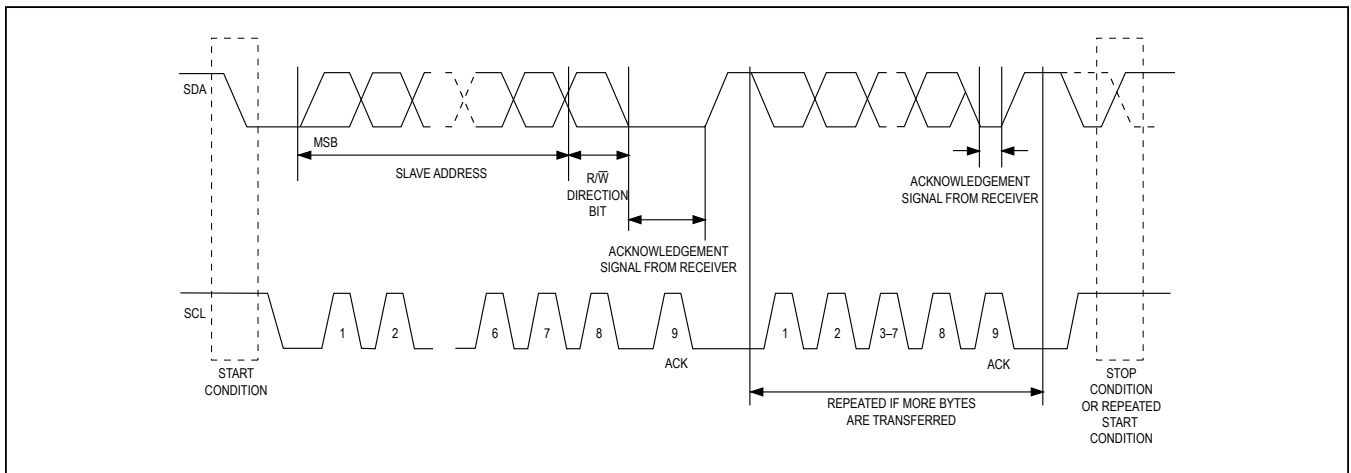 SDA
MSB
SLAVE ADDRESS
R/W̅
DIRECTION
BIT
ACKNOWLEDGEMENT
SIGNAL FROM RECEIVER
ACKNOWLEDGEMENT
SIGNAL FROM RECEIVER
SCL
1 2 6 7 8 9 1 2 3–7 8 9
ACK ACK
START
CONDITION
REPEATED IF MORE BYTES
ARE TRANSFERRED
STOP
CONDITION
OR REPEATED
START
CONDITION